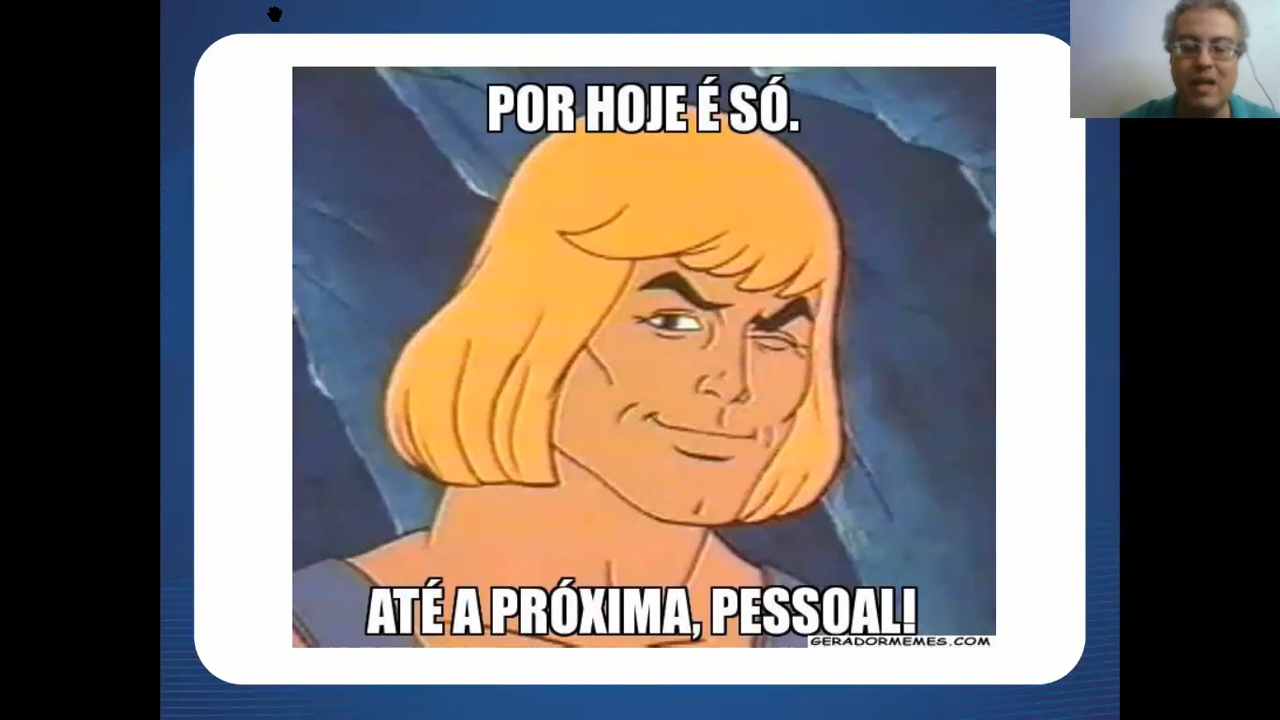 POR HOJE É SÓ.
ATÉ A PRÓXIMA, PESSOAL!
GERADORMEMES.COM